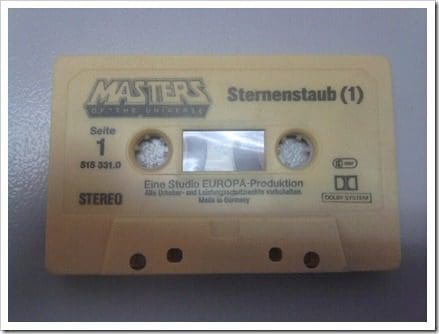 MASTERS
OF THE UNIVERSE
Sternenstaub (1)
Seite
1
515 331.0
STEREO
Eine Studio EUROPA-Produktion
Alle Urheber- und Leistungsschutzrechte vorbehalten.
Made in Germany
DOLBY SYSTEM